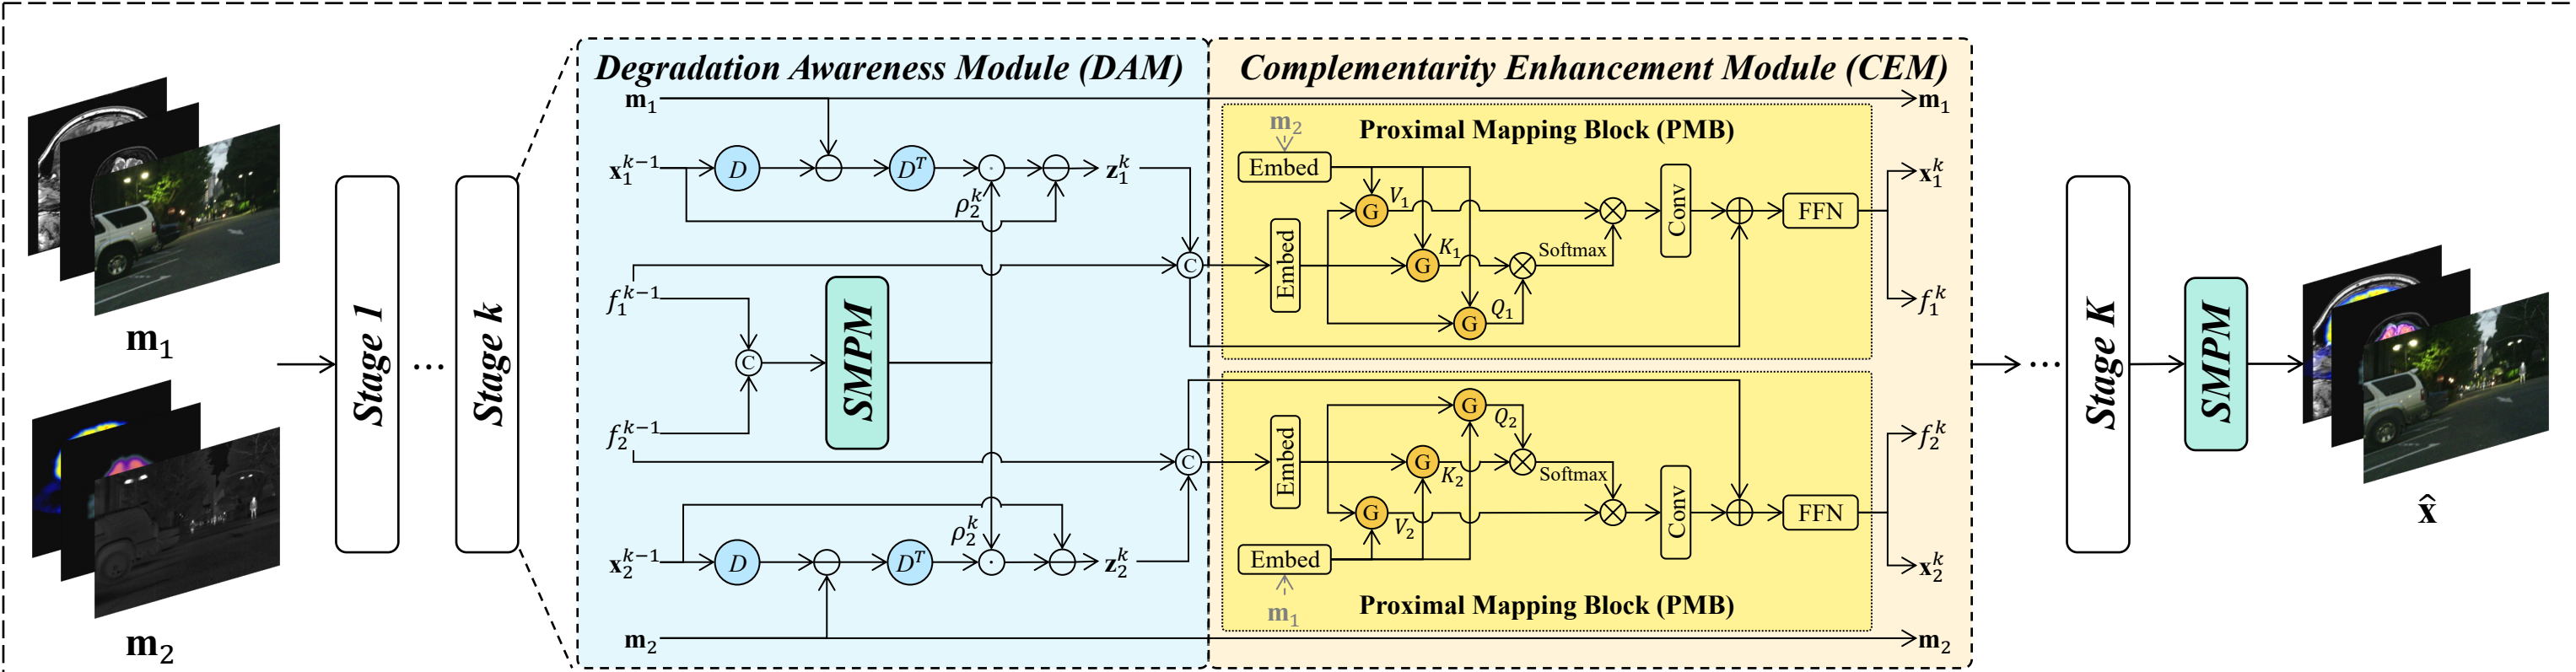 Degradation Awareness Module (DAM)
Complementarity Enhancement Module (CEM)
m₁
m₁
m₂
Proximal Mapping Block (PMB)
Embed
x₁ᵏ⁻¹
D
Dᵀ
·
ρ₂ᵏ
z₁ᵏ
V₁
G
K₁
G
Q₁
G
Embed
Softmax
Conv
FFN
x₁ᵏ
f₁ᵏ
C
f₁ᵏ⁻¹
m₁
Stage 1
...
Stage k
C
SMPM
f₂ᵏ⁻¹
C
Embed
G
Q₂
G
K₂
G
V₂
Softmax
Conv
FFN
f₂ᵏ
x₂ᵏ
...
Stage K
SMPM
x̂
ρ₂ᵏ
x₂ᵏ⁻¹
D
Dᵀ
·
z₂ᵏ
Embed
m₁
Proximal Mapping Block (PMB)
m₂
m₂
m₂